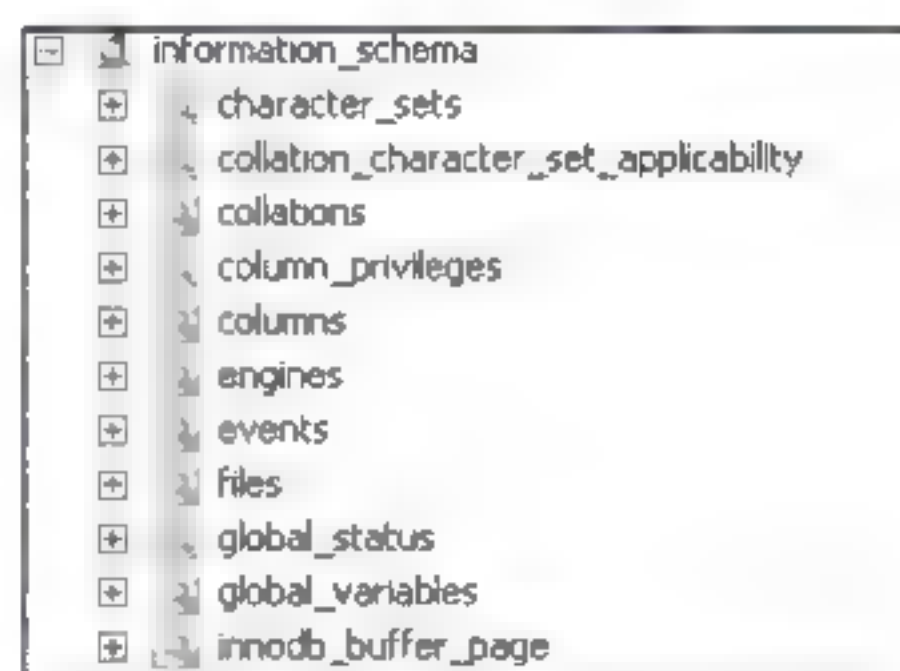 information_schema
character_sets
collation_character_set_applicability
collations
column_privileges
columns
engines
events
files
global_status
global_variables
innodb_buffer_page